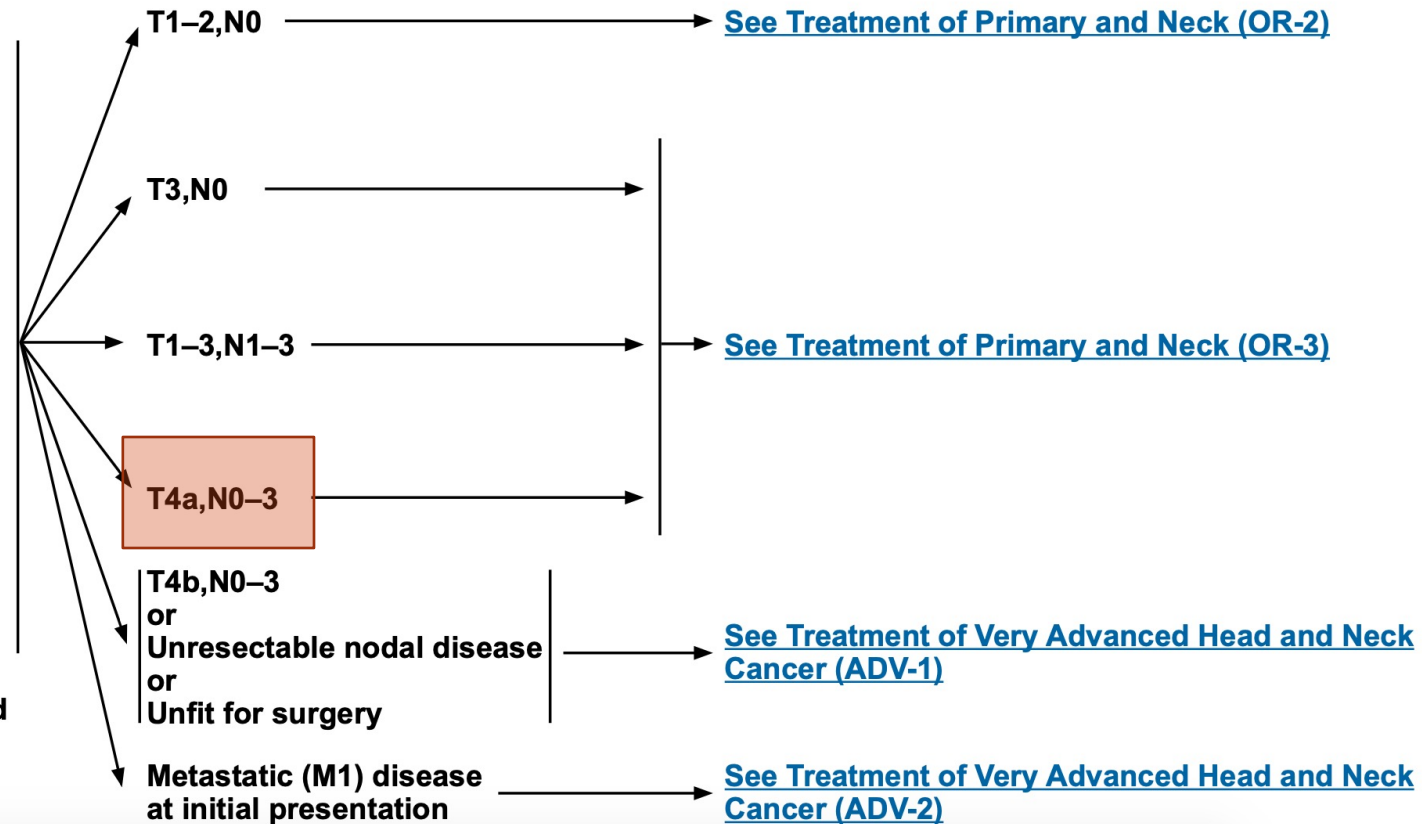 T1–2,N0
See Treatment of Primary and Neck (OR-2)
T3,N0
T1–3,N1–3
See Treatment of Primary and Neck (OR-3)
T4a,N0–3
T4b,N0–3
or
Unresectable nodal disease
or
Unfit for surgery
See Treatment of Very Advanced Head and Neck
Cancer (ADV-1)
Metastatic (M1) disease
at initial presentation
See Treatment of Very Advanced Head and Neck
Cancer (ADV-2)